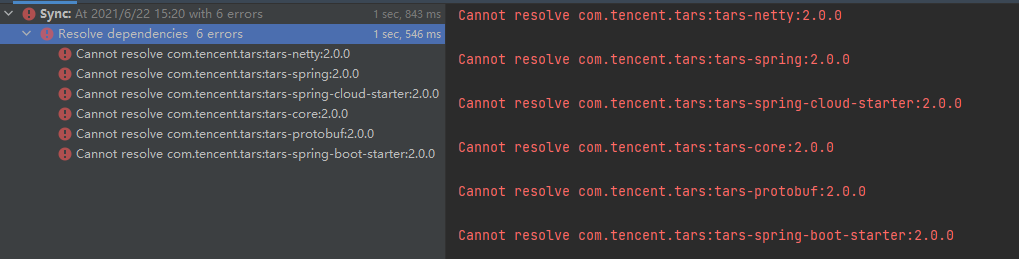 Sync: At 2021/6/22 15:20 with 6 errors 1 sec, 843 ms
Resolve dependencies 6 errors 1 sec, 546 ms
Cannot resolve com.tencent.tars:tars-netty:2.0.0
Cannot resolve com.tencent.tars:tars-spring:2.0.0
Cannot resolve com.tencent.tars:tars-spring-cloud-starter:2.0.0
Cannot resolve com.tencent.tars:tars-core:2.0.0
Cannot resolve com.tencent.tars:tars-protobuf:2.0.0
Cannot resolve com.tencent.tars:tars-spring-boot-starter:2.0.0
Cannot resolve com.tencent.tars:tars-netty:2.0.0
Cannot resolve com.tencent.tars:tars-spring:2.0.0
Cannot resolve com.tencent.tars:tars-spring-cloud-starter:2.0.0
Cannot resolve com.tencent.tars:tars-core:2.0.0
Cannot resolve com.tencent.tars:tars-protobuf:2.0.0
Cannot resolve com.tencent.tars:tars-spring-boot-starter:2.0.0